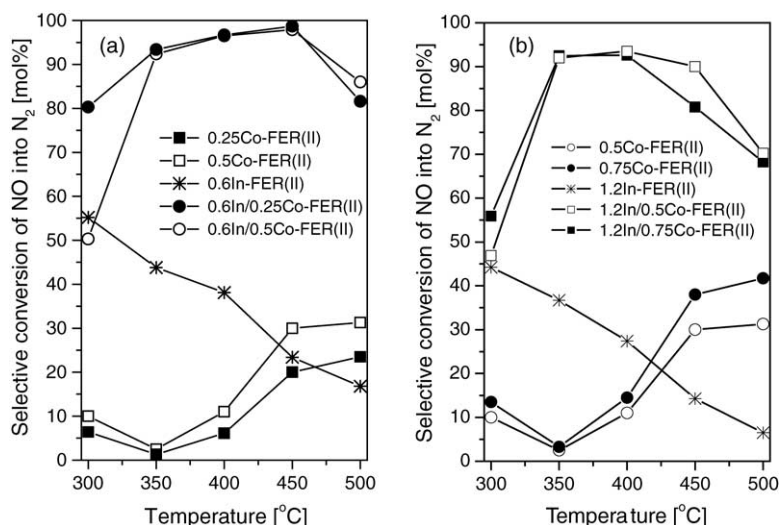 (a)
Selective conversion of NO into N₂ [mol%]
100
90
80
70
60
50
40
30
20
10
0
0.25Co-FER(II)
0.5Co-FER(II)
0.6In-FER(II)
0.6In/0.25Co-FER(II)
0.6In/0.5Co-FER(II)
300 350 400 450 500
Temperature [°C]
(b)
Selective conversion of NO into N₂ [mol%]
100
90
80
70
60
50
40
30
20
10
0
0.5Co-FER(II)
0.75Co-FER(II)
1.2In-FER(II)
1.2In/0.5Co-FER(II)
1.2In/0.75Co-FER(II)
300 350 400 450 500
Temperature [°C]